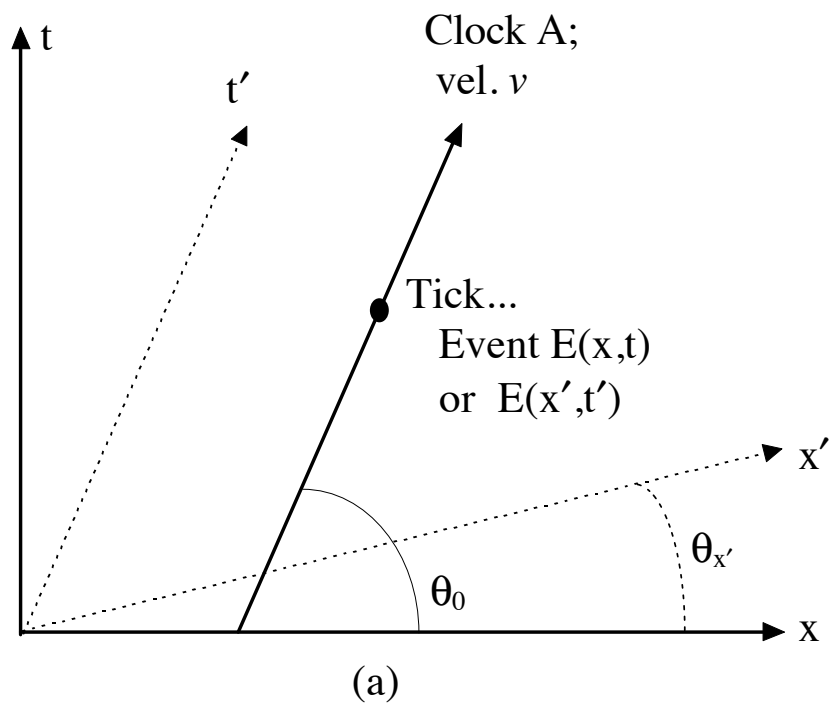 t
Clock A;
vel. v
t′
Tick...
Event E(x,t)
or E(x′,t′)
x′
θx′
θ0
x
(a)